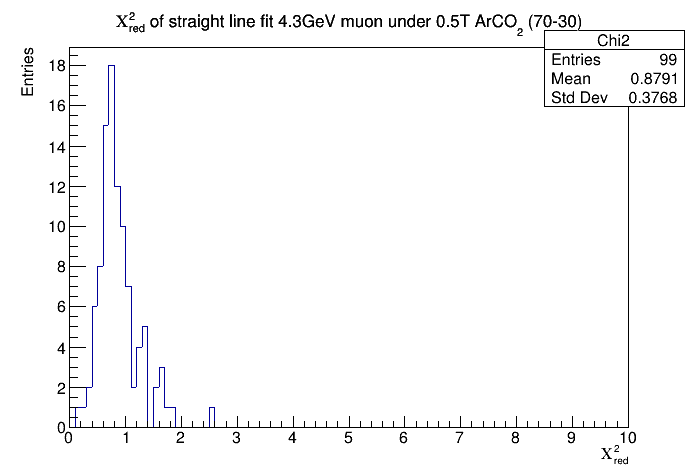 X²red of straight line fit 4.3GeV muon under 0.5T ArCO2 (70-30)
Chi2
Entries 99
Mean 0.8791
Std Dev 0.3768
Entries
18
16
14
12
10
8
6
4
2
0
0 1 2 3 4 5 6 7 8 9 10
X²red